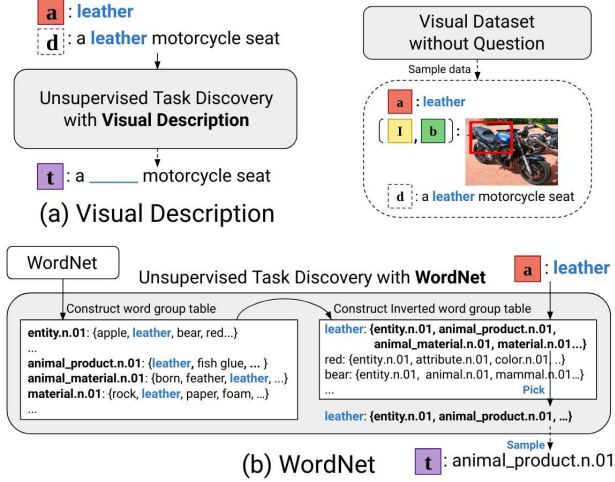 a : leather
d : a leather motorcycle seat
Unsupervised Task Discovery
with Visual Description
t : a ______ motorcycle seat
(a) Visual Description
Visual Dataset
without Question
Sample data
a : leather
( I , b ) :
d : a leather motorcycle seat
WordNet
Unsupervised Task Discovery with WordNet
a : leather
Construct word group table
entity.n.01: {apple, leather, bear, red...}
...
animal_product.n.01: {leather, fish glue, ... }
animal_material.n.01: {born, feather, leather, ...}
material.n.01: {rock, leather, paper, foam, …}
...
Construct Inverted word group table
leather: {entity.n.01, animal_product.n.01,
animal_material.n.01, material.n.01...}
red: {entity.n.01, attribute.n.01, color.n.01, ..}
bear: {entity.n.01, animal.n.01, mammal.n.01...}
...
Pick
leather: {entity.n.01, animal_product.n.01, …}
Sample
(b) WordNet
t : animal_product.n.01